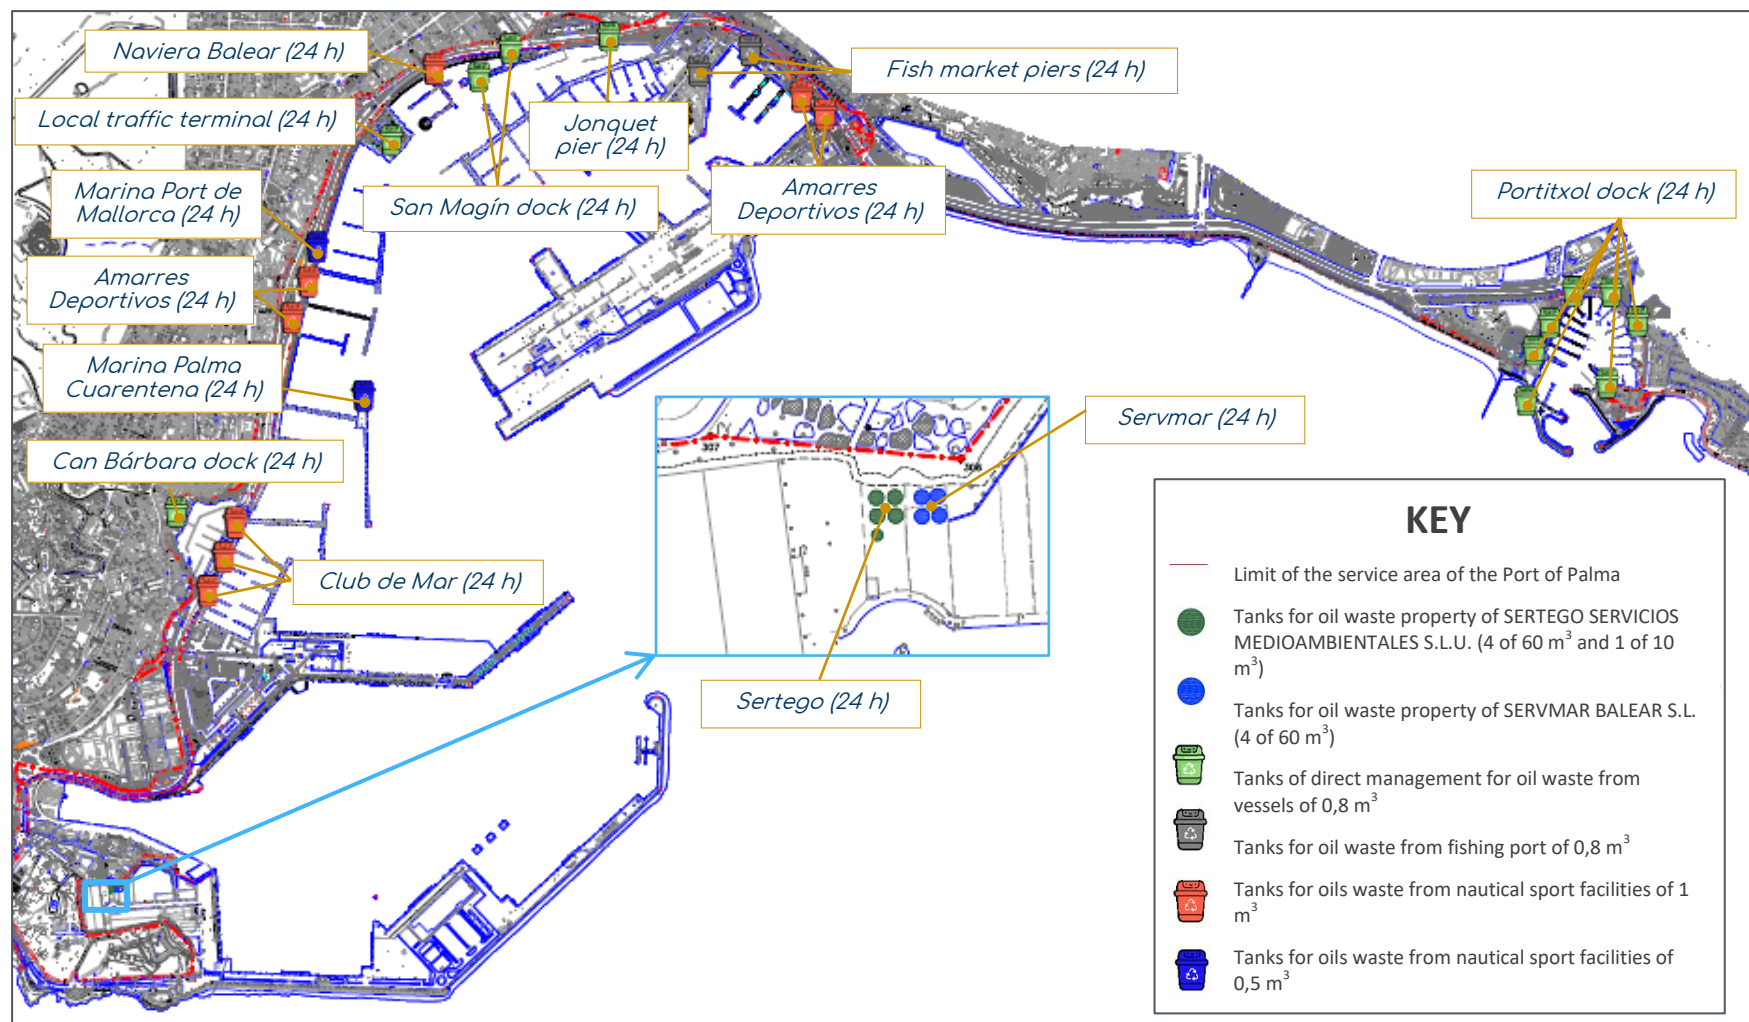 Naviera Balear (24 h)
Local traffic terminal (24 h)
Marina Port de
Mallorca (24 h)
Amarres
Deportivos (24 h)
Marina Palma
Cuarentena (24 h)
Can Bárbara dock (24 h)
Club de Mar (24 h)
San Magín dock (24 h)
Jonquet
pier (24 h)
Fish market piers (24 h)
Amarres
Deportivos (24 h)
Portitxol dock (24 h)
Servmar (24 h)
307
308
Sertego (24 h)
KEY
Limit of the service area of the Port of Palma
Tanks for oil waste property of SERTEGO SERVICIOS
MEDIOAMBIENTALES S.L.U. (4 of 60 m³ and 1 of 10
m³)
Tanks for oil waste property of SERVMAR BALEAR S.L.
(4 of 60 m³)
Tanks of direct management for oil waste from
vessels of 0,8 m³
Tanks for oil waste from fishing port of 0,8 m³
Tanks for oils waste from nautical sport facilities of 1
m³
Tanks for oils waste from nautical sport facilities of
0,5 m³